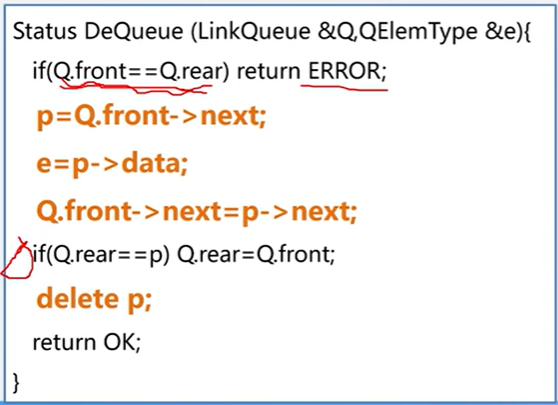 Status DeQueue (LinkQueue &Q,QElemType &e){
if(Q.front==Q.rear) return ERROR;
p=Q.front->next;
e=p->data;
Q.front->next=p->next;
if(Q.rear==p) Q.rear=Q.front;
delete p;
return OK;
}